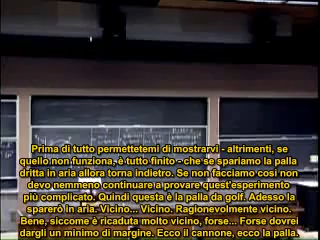 Prima di tutto permettetemi di mostrarvi - altrimenti, se
quello non funziona, è tutto finito - che se spariamo la palla
dritta in aria allora torna indietro. Se non facciamo così non
devo nemmeno continuare a provare quest'esperimento
più complicato. Quindi questa è la palla da golf. Adesso la
sparerò in aria. Vicino... Vicino. Ragionevolmente vicino.
Bene, siccome è ricaduta molto vicino, forse... Forse dovrei
dargli un minimo di margine. Ecco il cannone, ecco la palla.